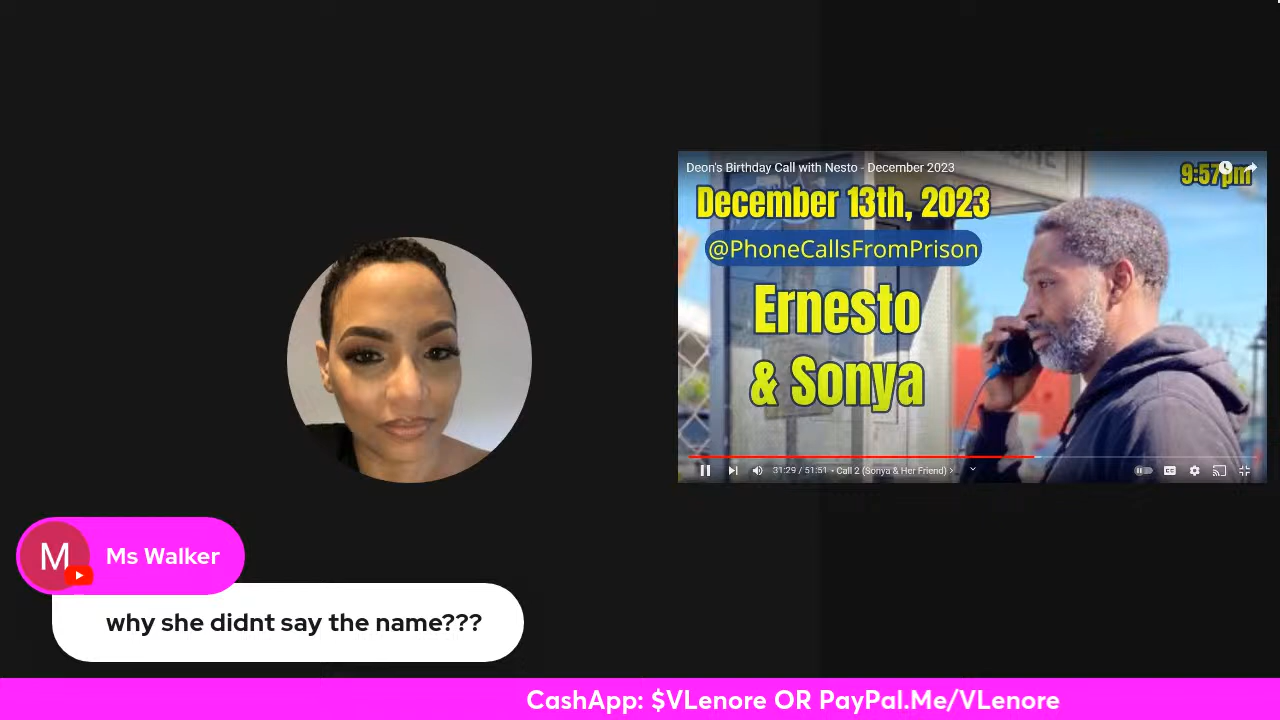 Deon's Birthday Call with Nesto - December 2023
9:57pm
December 13th, 2023
@PhoneCallsFromPrison
Ernesto
& Sonya
31:29 / 51:51 • Call 2 (Sonya & Her Friend) >
CC
M
Ms Walker
why she didnt say the name???
CashApp: $VLenore OR PayPal.Me/VLenore